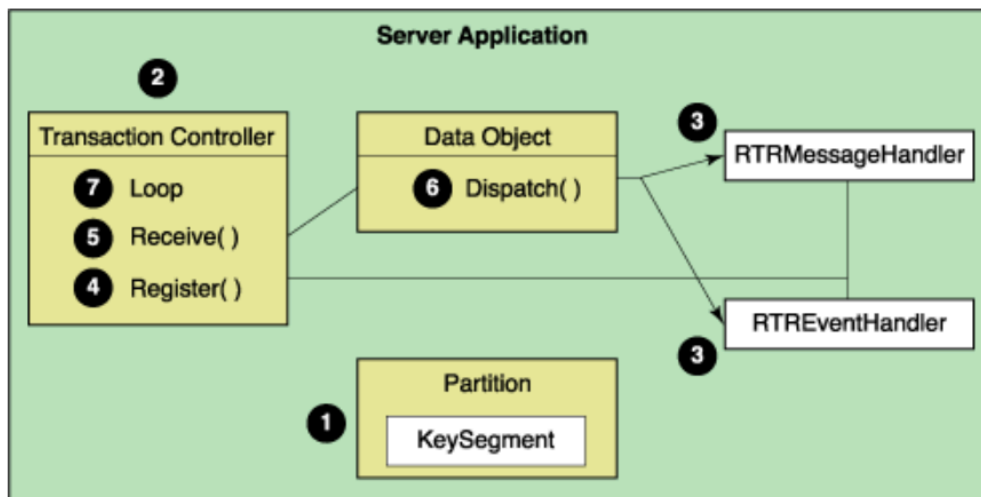 Server Application
2
Transaction Controller
7 Loop
5 Receive( )
4 Register( )
Data Object
6 Dispatch( )
3
RTRMessageHandler
RTREventHandler
3
Partition
1
KeySegment